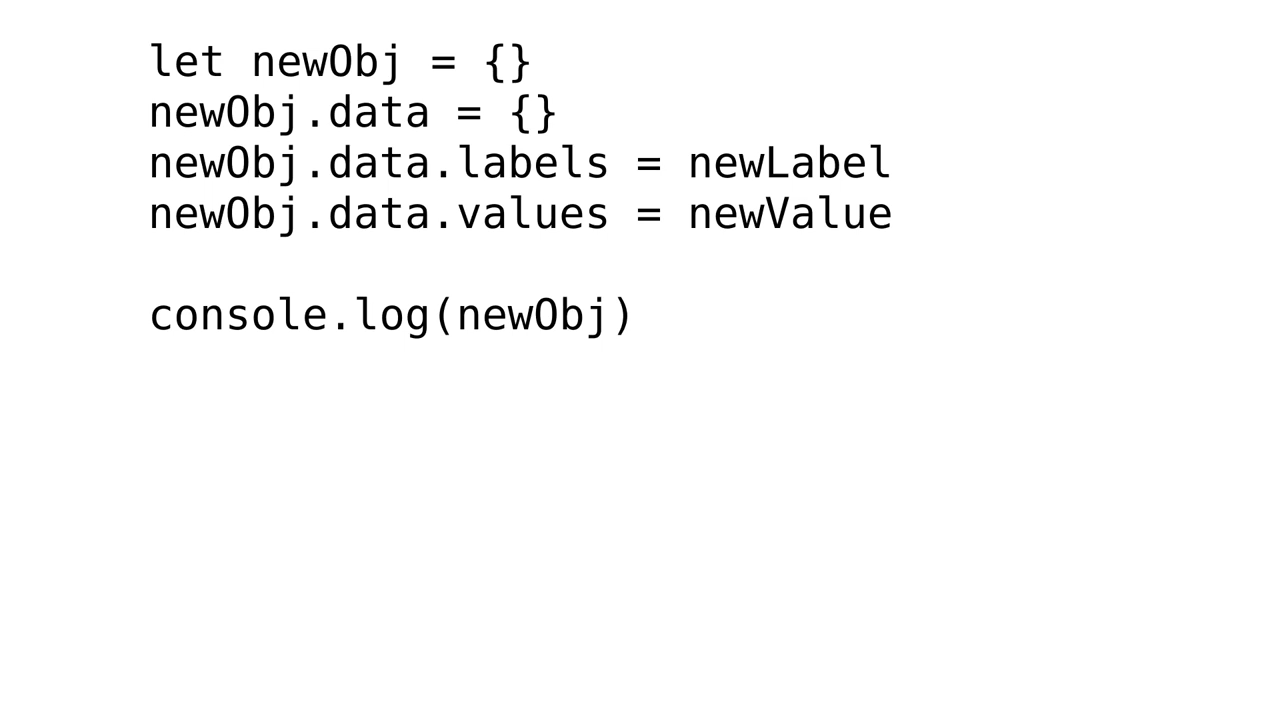 let newObj = {}
newObj.data = {}
newObj.data.labels = newLabel
newObj.data.values = newValue

console.log(newObj)